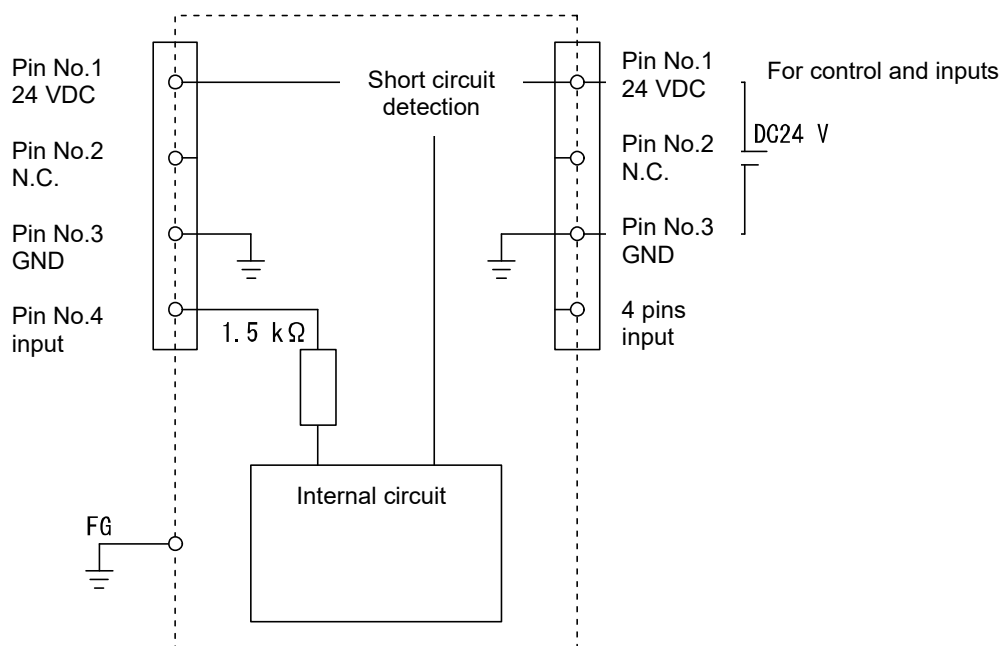 Pin No.1
24 VDC
Pin No.2
N.C.
Pin No.3
GND
Pin No.4
input
1.5 kΩ
FG
Short circuit
detection
Internal circuit
Pin No.1
24 VDC
Pin No.2
N.C.
Pin No.3
GND
4 pins
input
For control and inputs
DC24 V